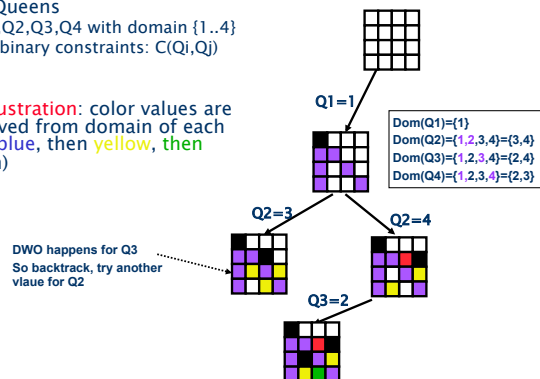 Queens
Q2,Q3,Q4 with domain {1..4}
binary constraints: C(Qi,Qj)
ustration: color values are
ved from domain of each
blue, then yellow, then
Q1=1
Dom(Q1)={1}
Dom(Q2)={1,2,3,4}={3,4}
Dom(Q3)={1,2,3,4}={2,4}
Dom(Q4)={1,2,3,4}={2,3}
Q2=3
Q2=4
DWO happens for Q3
So backtrack, try another
vlaue for Q2
Q3=2